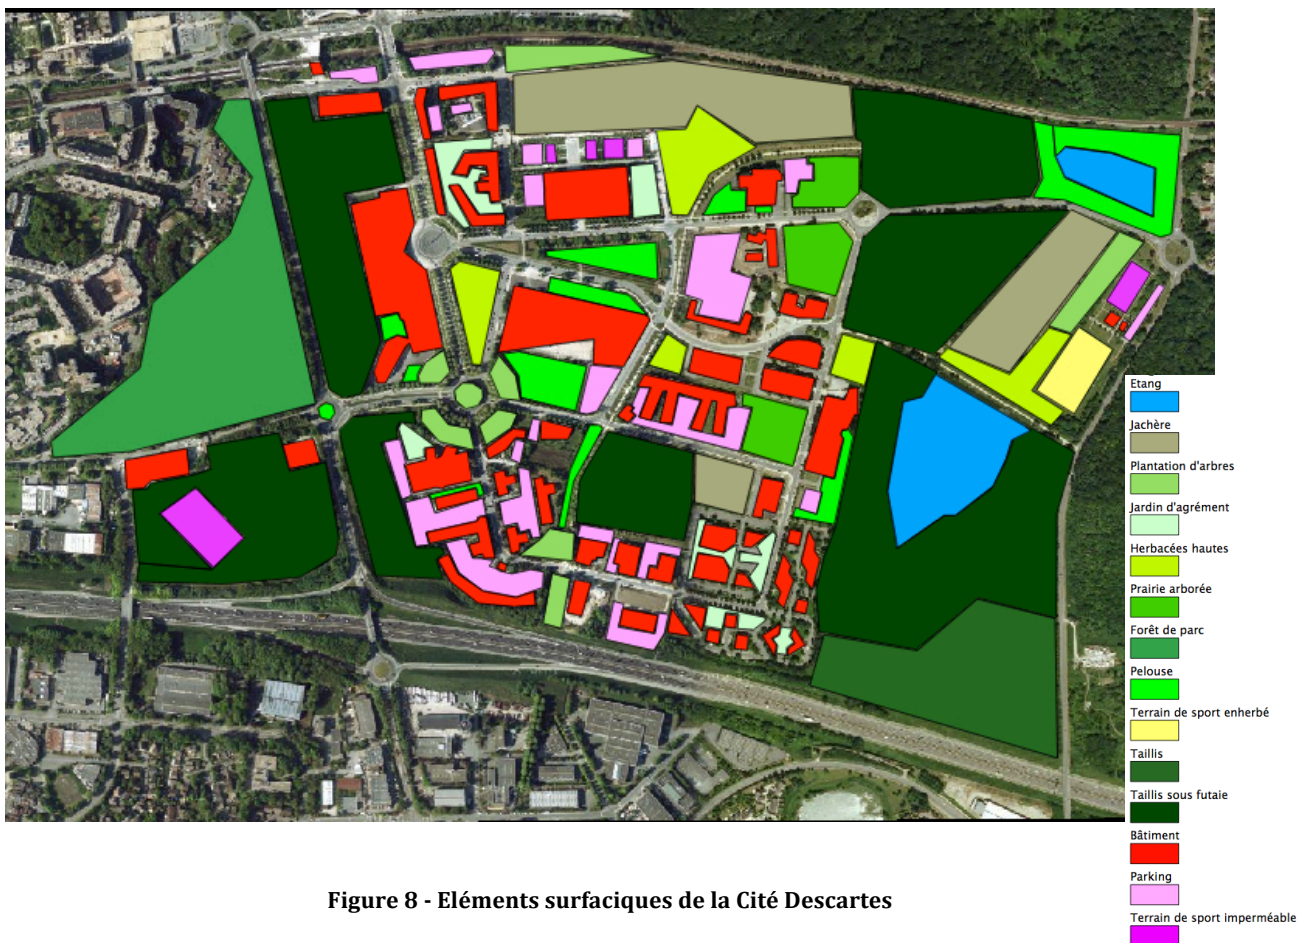 Etang
Jachère
Plantation d'arbres
Jardin d'agrément
Herbacées hautes
Prairie arborée
Forêt de parc
Pelouse
Terrain de sport enherbé
Taillis
Taillis sous futaie
Bâtiment
Parking
Terrain de sport imperméable
Figure 8 - Eléments surfaciques de la Cité Descartes